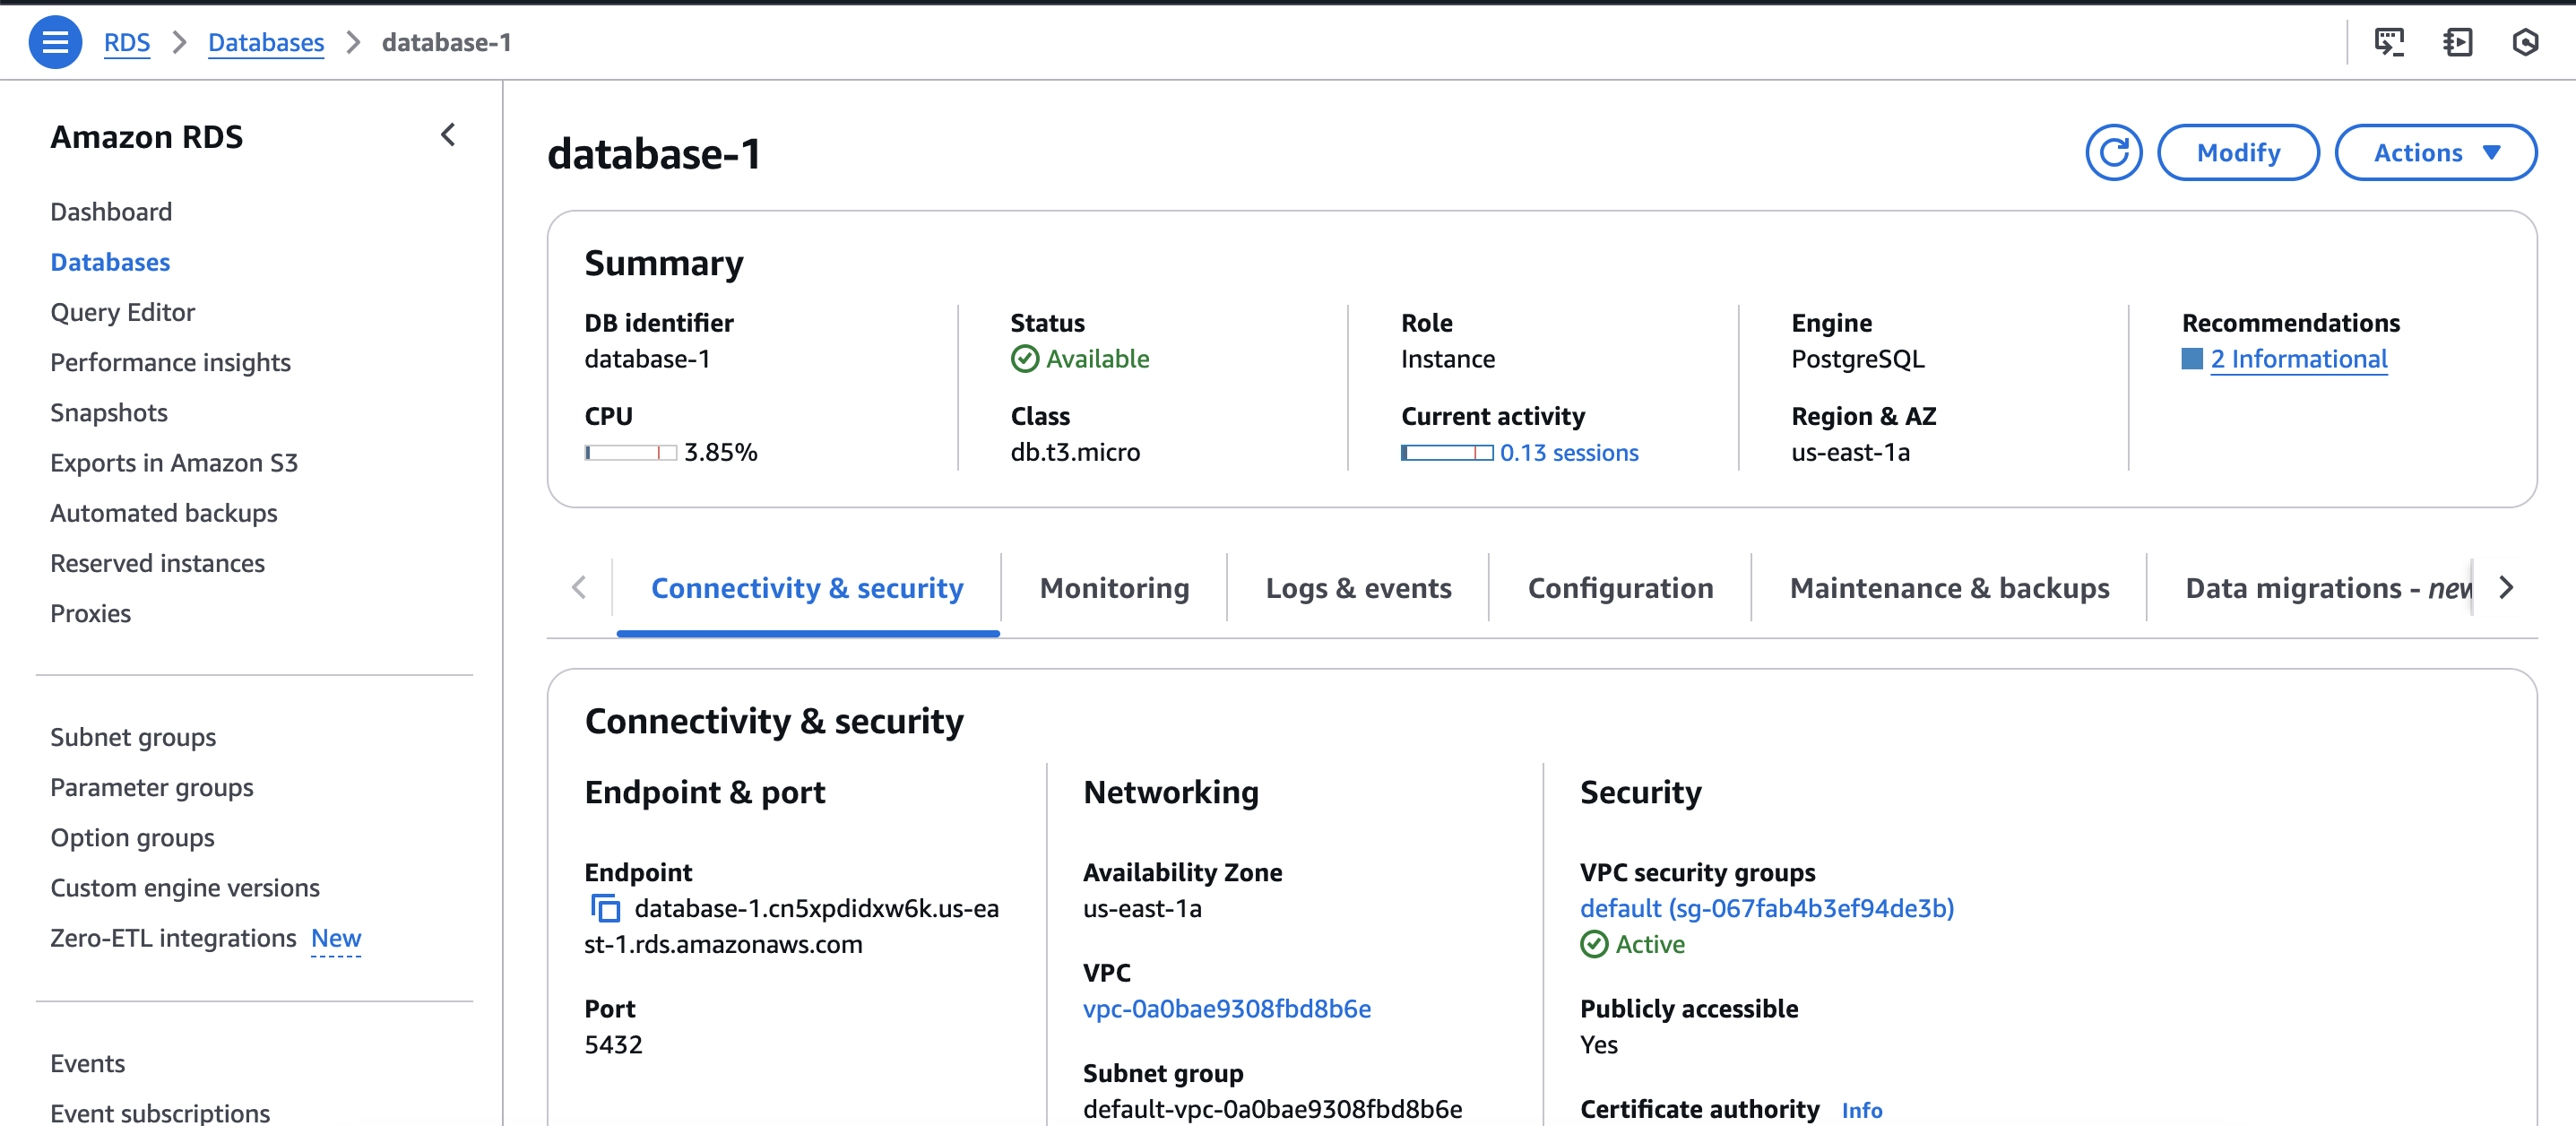 RDS > Databases > database-1
Amazon RDS
Dashboard
Databases
Query Editor
Performance insights
Snapshots
Exports in Amazon S3
Automated backups
Reserved instances
Proxies
Subnet groups
Parameter groups
Option groups
Custom engine versions
Zero-ETL integrations New
Events
Event subscriptions
database-1
Modify
Actions
Summary
DB identifier
database-1
CPU
3.85%
Status
Available
Class
db.t3.micro
Role
Instance
Current activity
0.13 sessions
Engine
PostgreSQL
Region & AZ
us-east-1a
Recommendations
2 Informational
Connectivity & security
Monitoring
Logs & events
Configuration
Maintenance & backups
Data migrations - new
Connectivity & security
Endpoint & port
Endpoint
database-1.cn5xpdidxw6k.us-ea
st-1.rds.amazonaws.com
Port
5432
Networking
Availability Zone
us-east-1a
VPC
vpc-0a0bae9308fbd8b6e
Subnet group
default-vpc-0a0bae9308fbd8b6e
Security
VPC security groups
default (sg-067fab4b3ef94de3b)
Active
Publicly accessible
Yes
Certificate authority Info